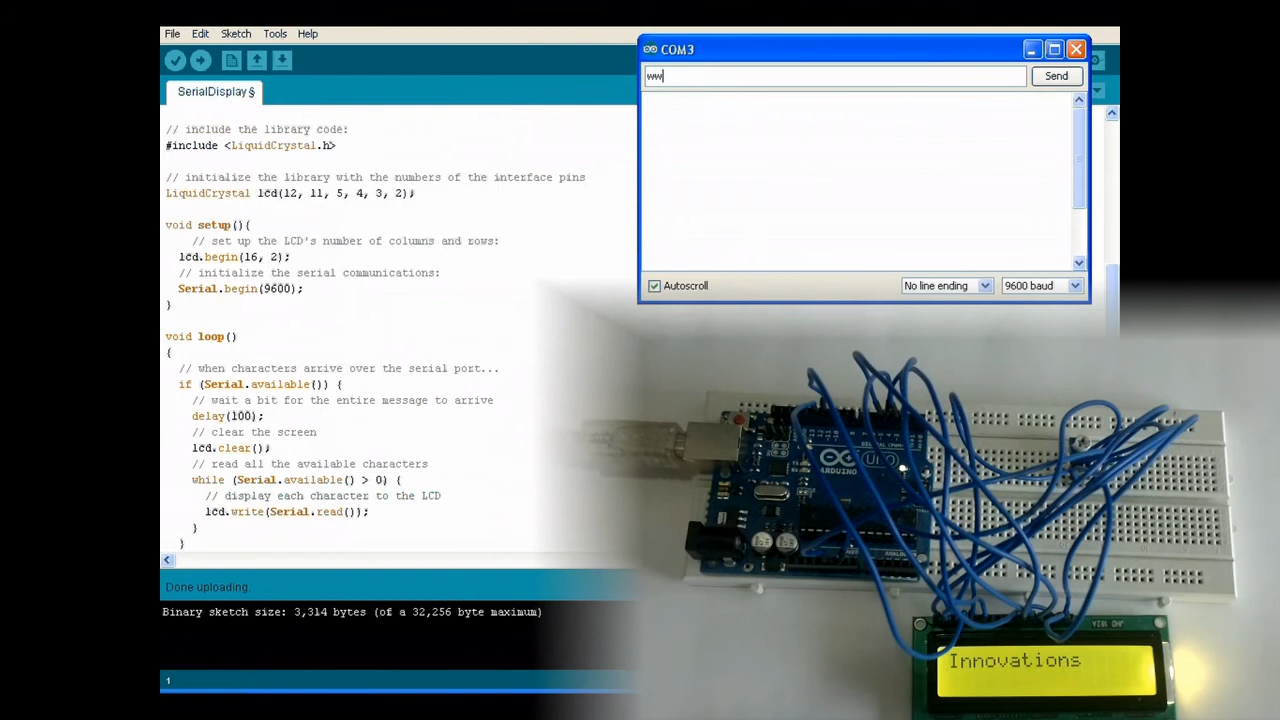 File Edit Sketch Tools Help
SerialDisplay §
// include the library code:
#include <LiquidCrystal.h>
// initialize the library with the numbers of the interface pins
LiquidCrystal lcd(12, 11, 5, 4, 3, 2);
void setup(){
// set up the LCD's number of columns and rows:
lcd.begin(16, 2);
// initialize the serial communications:
Serial.begin(9600);
}
void loop()
{
// when characters arrive over the serial port...
if (Serial.available()) {
// wait a bit for the entire message to arrive
delay(100);
// clear the screen
lcd.clear();
// read all the available characters
while (Serial.available() > 0) {
// display each character to the LCD
lcd.write(Serial.read());
}
}
Done uploading.
Binary sketch size: 3,314 bytes (of a 32,256 byte maximum)
1
COM3
ww
Send
Autoscroll
No line ending
9600 baud
UNO
ARDUINO
JHD 162A
Innovations